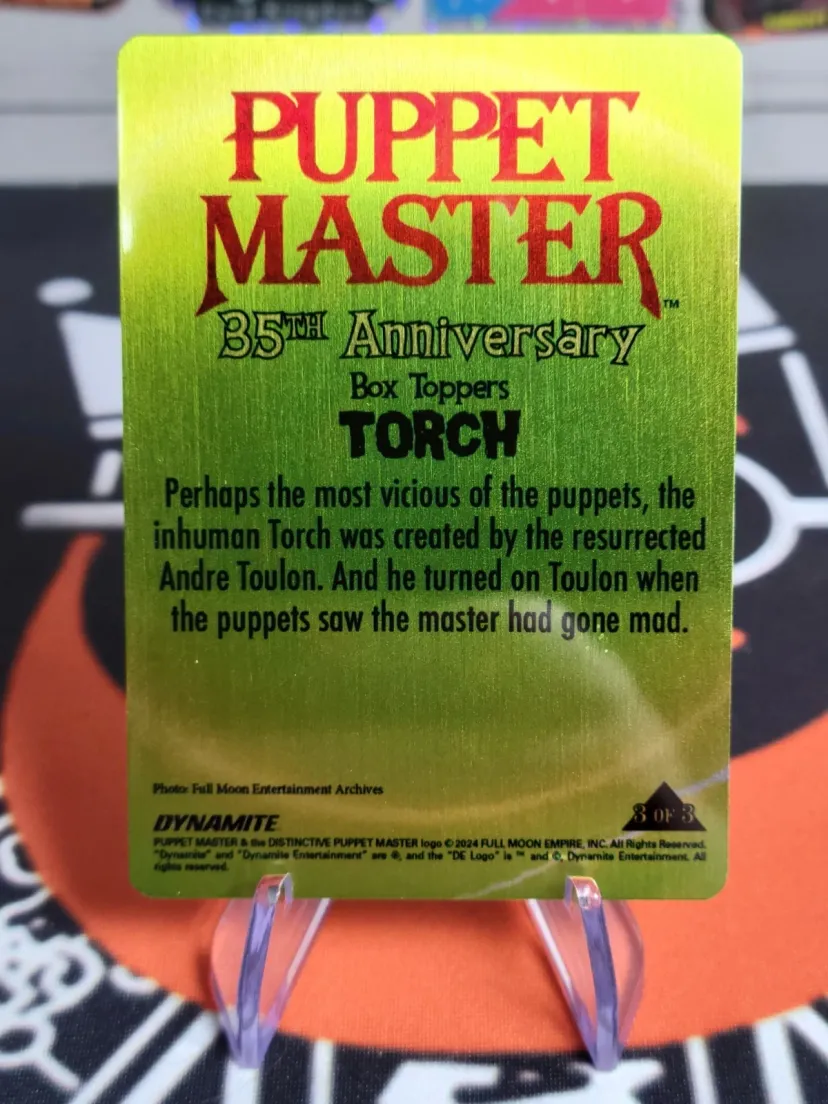 PUPPET
MASTER™
35TH Anniversary
Box Toppers
TORCH
Perhaps the most vicious of the puppets, the
inhuman Torch was created by the resurrected
Andre Toulon. And he turned on Toulon when
the puppets saw the master had gone mad.
Photo: Full Moon Entertainment Archives
3 OF 3
DYNAMITE
PUPPET MASTER & the DISTINCTIVE PUPPET MASTER logo ©2024 FULL MOON EMPIRE, INC. All Rights Reserved.
"Dynamite" and "Dynamite Entertainment" are ®, and the "DE Logo" is ™ and ©, Dynamite Entertainment. All
rights reserved.